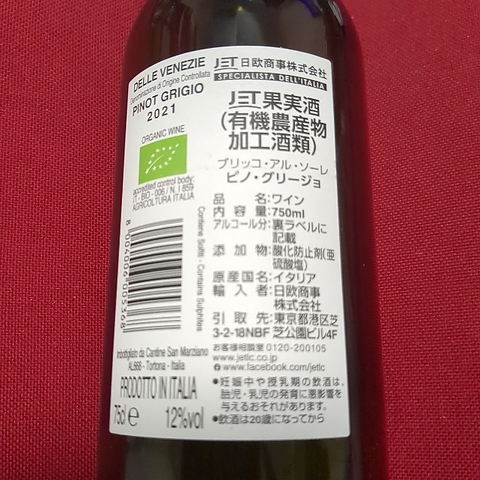 DELLE VENEZIE
Denominazione di Origine Controllata
PINOT GRIGIO
2021
ORGANIC WINE
accredited control body:
IT - BIO - 006 / N. I 859
AGRICOLTURA ITALIA
Contiene Solfiti - Contains Sulphites
8 004006 005368
Imbottigliato da Cantine San Marziano
AL668 - Tortona - Italia
PRODOTTO IN ITALIA
75cl e 12%vol
JET 日欧商事株式会社
SPECIALISTA DELL'ITALIA
JET果実酒
(有機農産物
加工酒類)
ブリッコ・アル・ソーレ
ピノ・グリージョ
品名:ワイン
内容量:750ml
アルコール分:裏ラベルに
記載
添加物:酸化防止剤(亜
硫酸塩)
原産国名:イタリア
輸入者:日欧商事
株式会社
引取先:東京都港区芝
3-2-18NBF 芝公園ビル4F
お客様相談室 0120-200105
www.jetlc.co.jp
www.facebook.com/jetlc
●妊娠中や授乳期の飲酒は、
胎児・乳児の発育に悪影響を
与えるおそれがあります。
●飲酒は20歳になってから